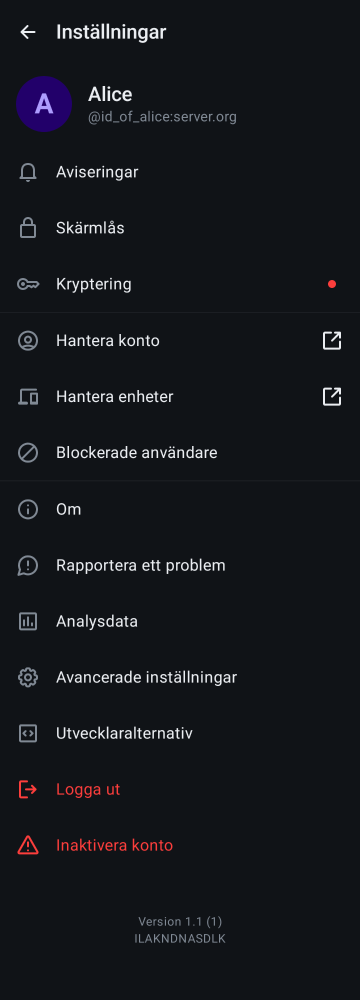 Inställningar
A
Alice
@id_of_alice:server.org
Aviseringar
Skärmlås
Kryptering
Hantera konto
Hantera enheter
Blockerade användare
Om
Rapportera ett problem
Analysdata
Avancerade inställningar
Utvecklaralternativ
Logga ut
Inaktivera konto
Version 1.1 (1)
ILAKNDNASDLK